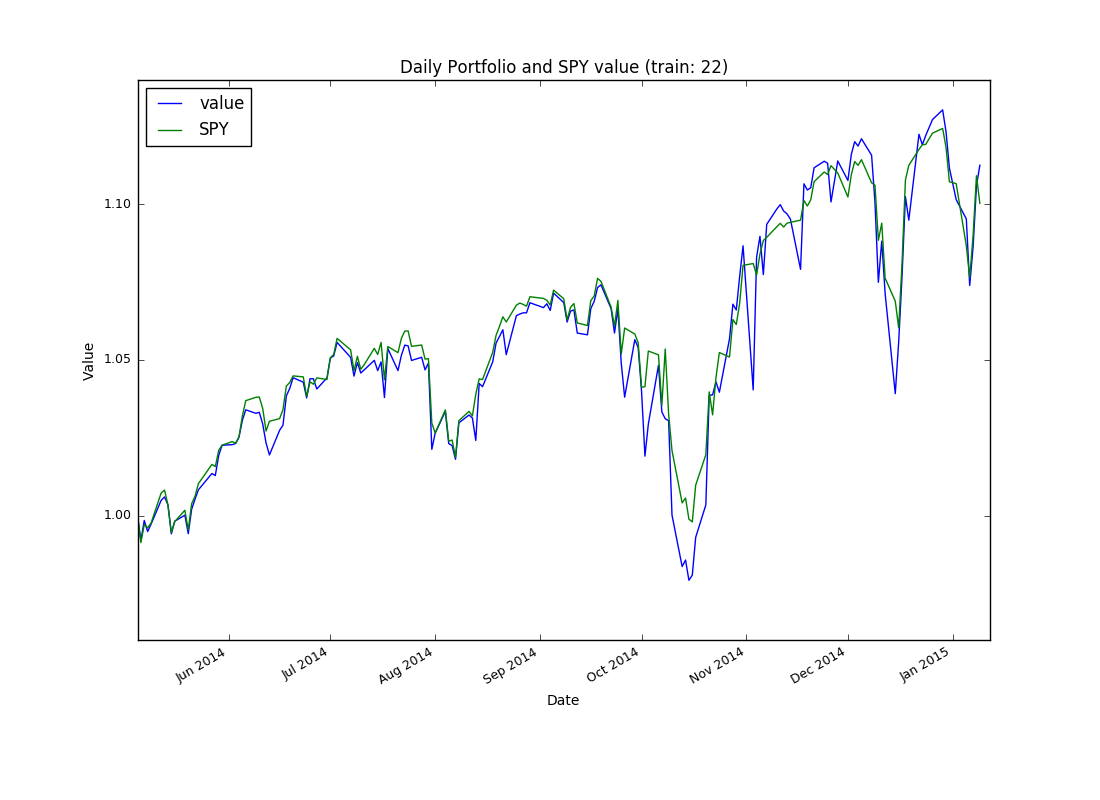 Daily Portfolio and SPY value (train: 22)
value
SPY
1.10
1.05
1.00
Value
Jun 2014
Jul 2014
Aug 2014
Sep 2014
Oct 2014
Nov 2014
Dec 2014
Jan 2015
Date